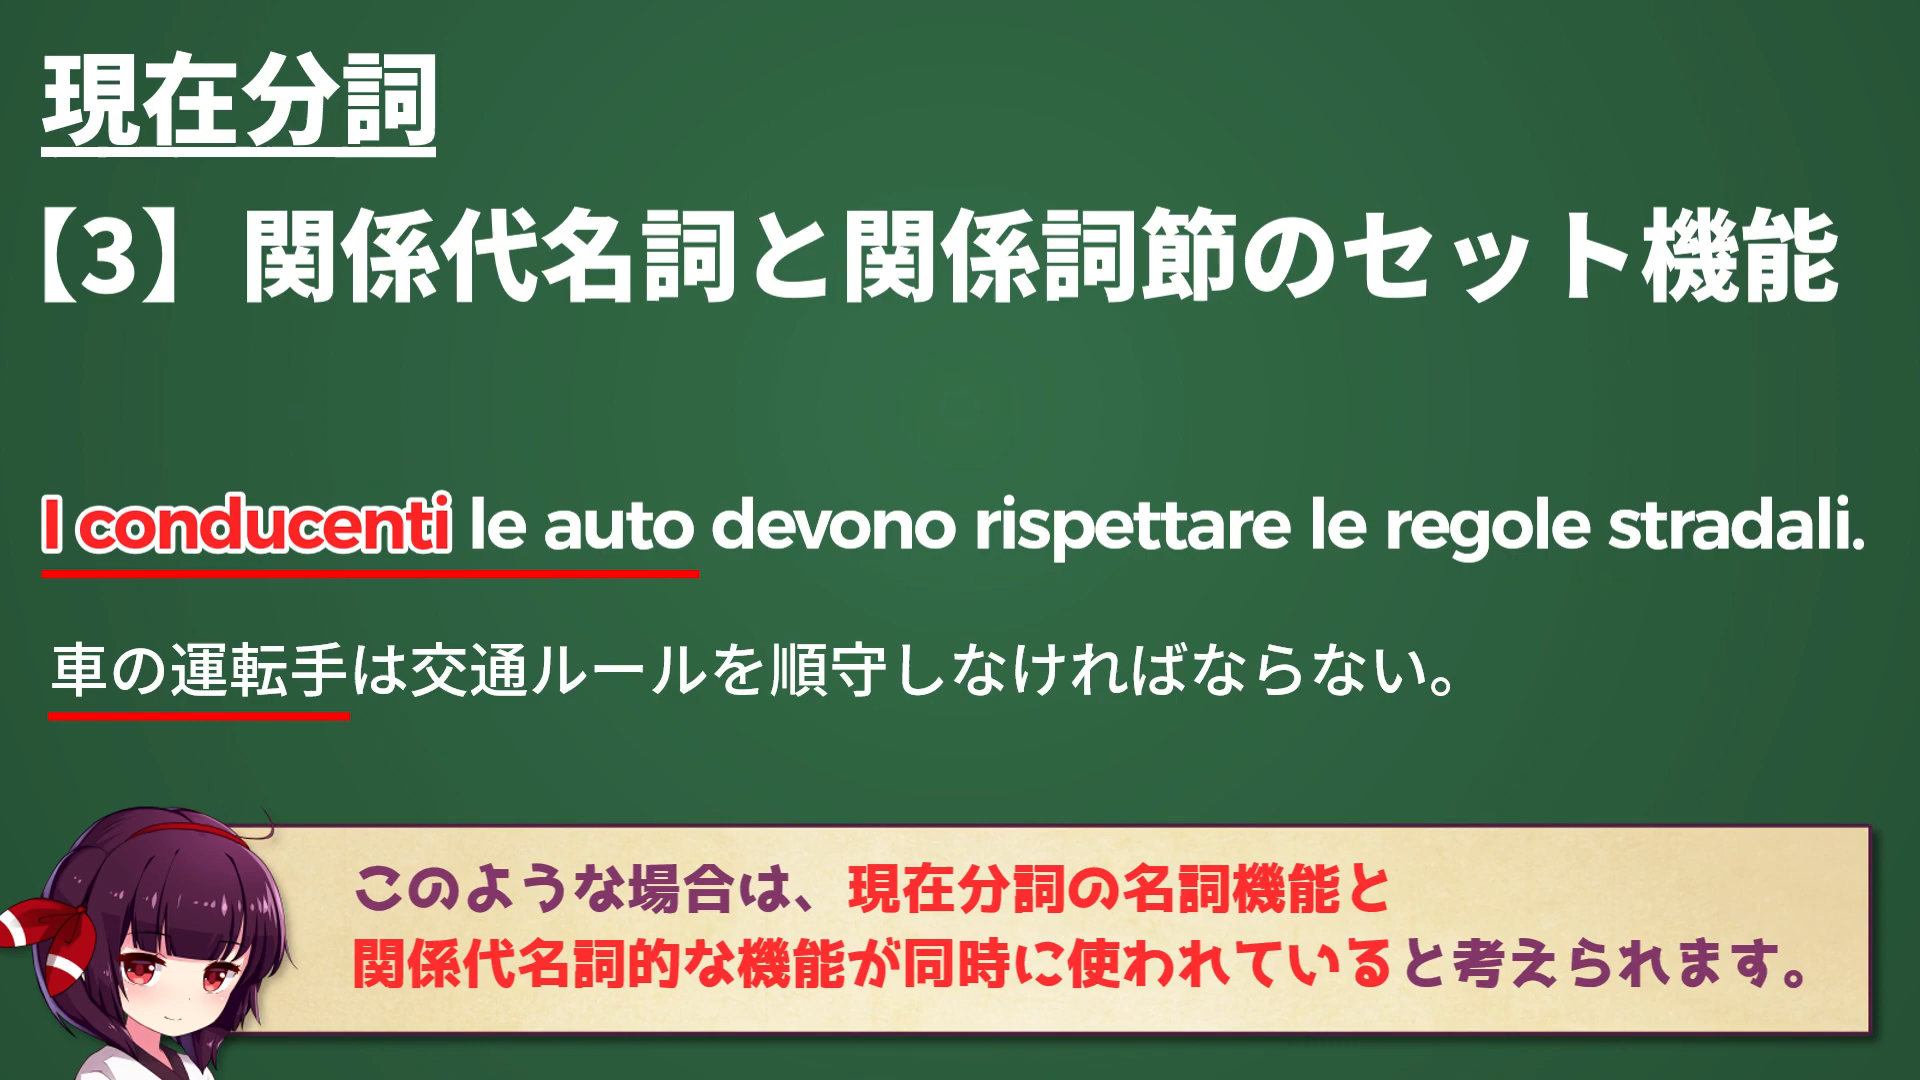 現在分詞
【3】関係代名詞と関係詞節のセット機能
I conducenti le auto devono rispettare le regole stradali.
車の運転手は交通ルールを順守しなければならない。
このような場合は、現在分詞の名詞機能と
関係代名詞的な機能が同時に使われていると考えられます。